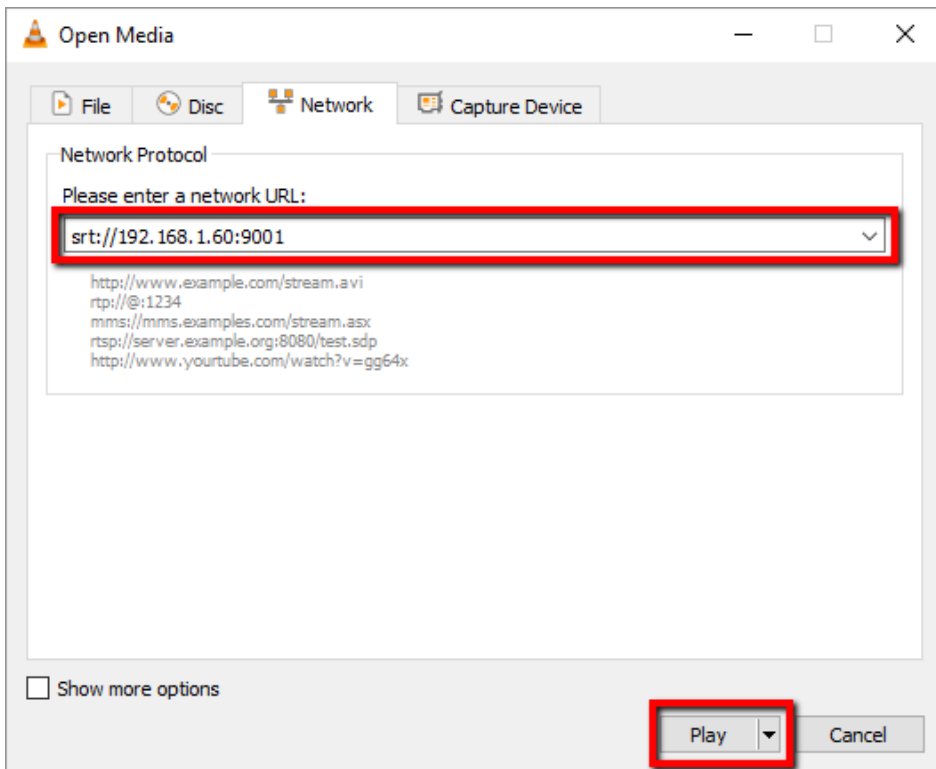 Open Media
File Disc Network Capture Device
Network Protocol
Please enter a network URL:
srt://192.168.1.60:9001
http://www.example.com/stream.avi
rtp://@:1234
mms://mms.examples.com/stream.asx
rtsp://server.example.org:8080/test.sdp
http://www.yourtube.com/watch?v=gg64x
Show more options
Play Cancel